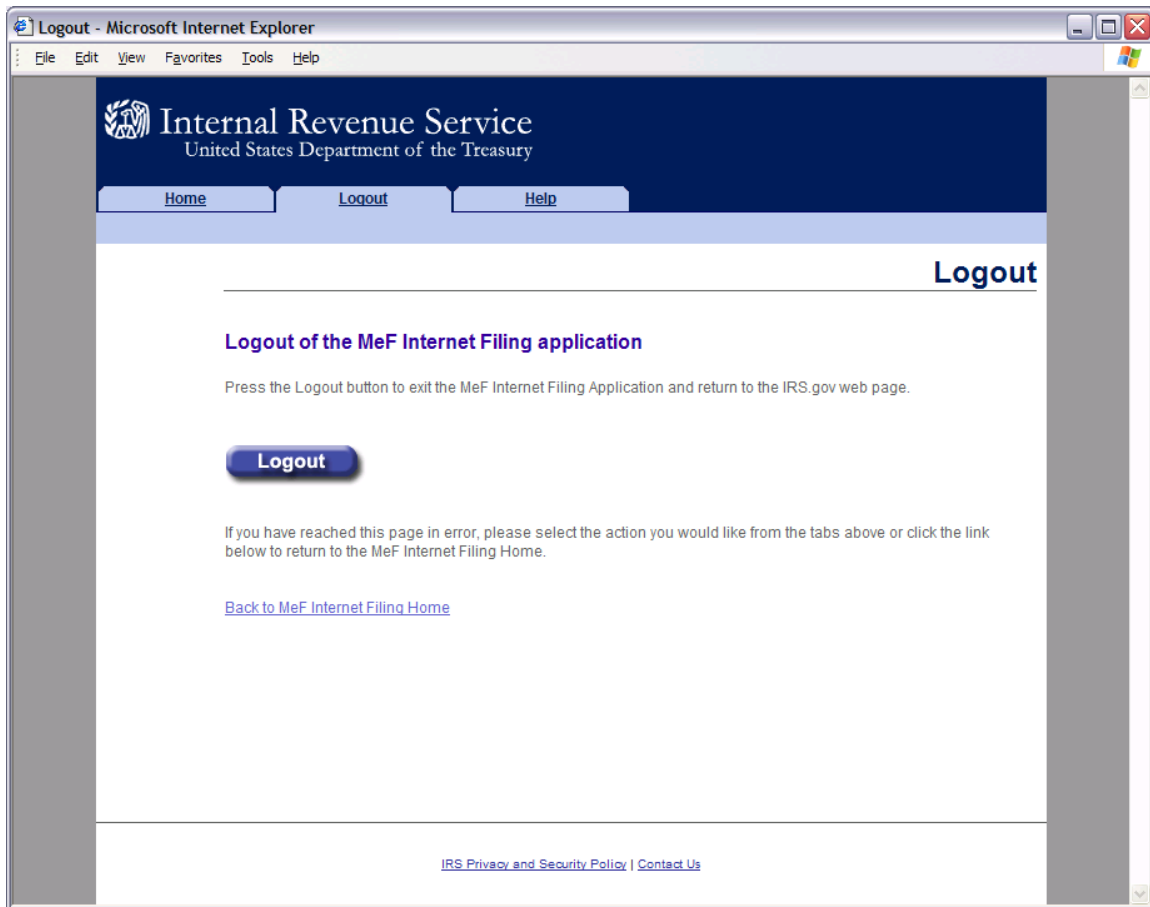 Logout - Microsoft Internet Explorer
File Edit View Favorites Tools Help
Internal Revenue Service
United States Department of the Treasury
Home Logout Help
Logout
Logout of the MeF Internet Filing application
Press the Logout button to exit the MeF Internet Filing Application and return to the IRS.gov web page.
Logout
If you have reached this page in error, please select the action you would like from the tabs above or click the link
below to return to the MeF Internet Filing Home.
Back to MeF Internet Filing Home
IRS Privacy and Security Policy | Contact Us